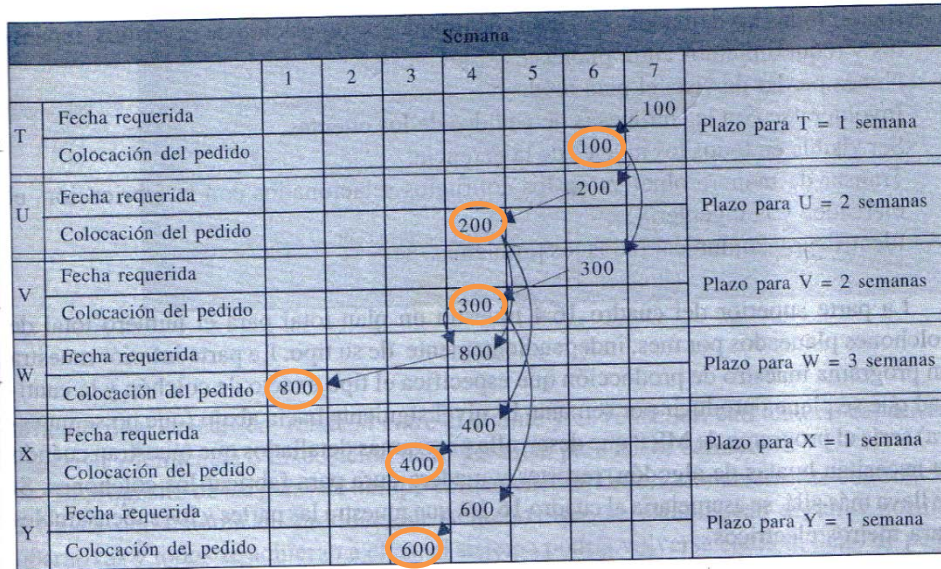 Semana
1 2 3 4 5 6 7
T Fecha requerida 100 Plazo para T = 1 semana
Colocación del pedido 100
U Fecha requerida 200 Plazo para U = 2 semanas
Colocación del pedido 200
V Fecha requerida 300 Plazo para V = 2 semanas
Colocación del pedido 300
W Fecha requerida 800 Plazo para W = 3 semanas
Colocación del pedido 800
X Fecha requerida 400 Plazo para X = 1 semana
Colocación del pedido 400
Y Fecha requerida 600 Plazo para Y = 1 semana
Colocación del pedido 600